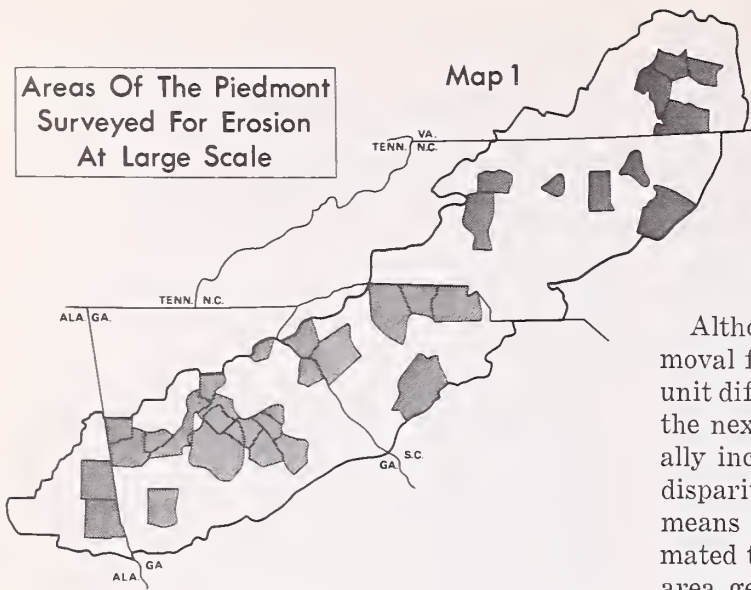 Areas Of The Piedmont
Surveyed For Erosion
At Large Scale
Map 1
VA.
TENN. N.C.
TENN. N.C.
ALA. GA.
S.C.
GA.
GA
ALA.
Altho
moval f
unit dif
the nex
ally inc
disparit
means
mated t
area ge